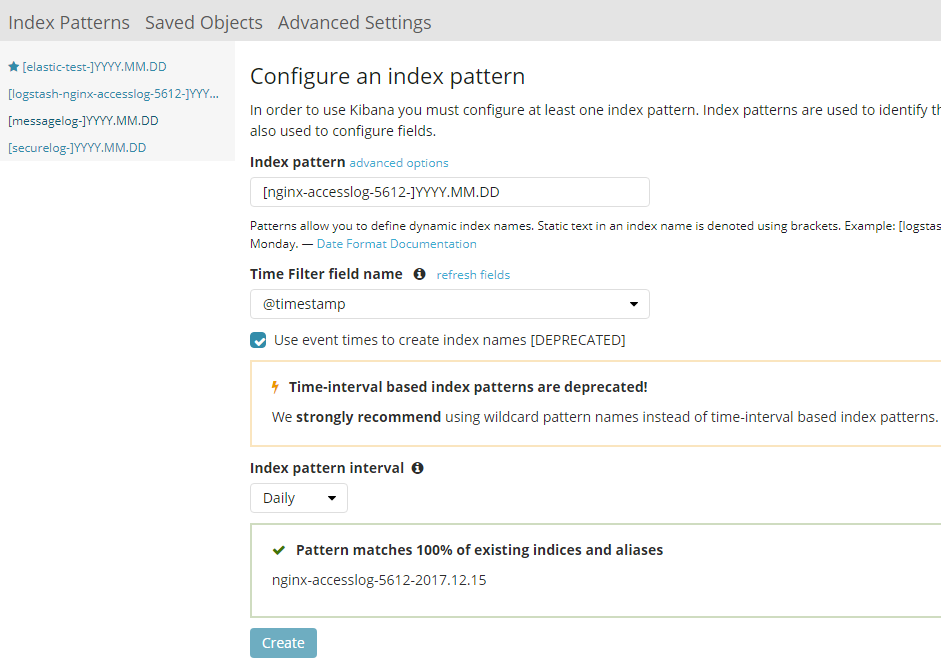 Index Patterns Saved Objects Advanced Settings
[elastic-test-]YYYY.MM.DD
[logstash-nginx-accesslog-5612-]YYY...
[messagelog-]YYYY.MM.DD
[securelog-]YYYY.MM.DD
Configure an index pattern
In order to use Kibana you must configure at least one index pattern. Index patterns are used to identify
also used to configure fields.
Index pattern advanced options
[nginx-accesslog-5612-]YYYY.MM.DD
Patterns allow you to define dynamic index names. Static text in an index name is denoted using brackets. Example: [logstas
Monday. — Date Format Documentation
Time Filter field name refresh fields
@timestamp
Use event times to create index names [DEPRECATED]
Time-interval based index patterns are deprecated!
We strongly recommend using wildcard pattern names instead of time-interval based index patterns.
Index pattern interval
Daily
Pattern matches 100% of existing indices and aliases
nginx-accesslog-5612-2017.12.15
Create